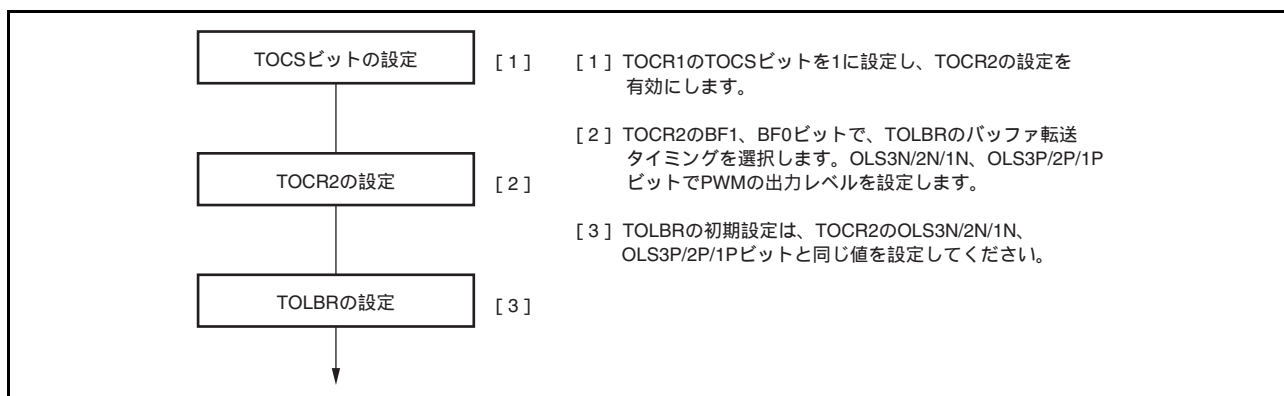 TOCSビットの設定
[ 1 ]
[ 1 ] TOCR1のTOCSビットを1に設定し、TOCR2の設定を
有効にします。
[ 2 ] TOCR2のBF1、BF0ビットで、TOLBRのバッファ転送
タイミングを選択します。OLS3N/2N/1N、OLS3P/2P/1P
ビットでPWMの出力レベルを設定します。
TOCR2の設定
[ 2 ]
[ 3 ] TOLBRの初期設定は、TOCR2のOLS3N/2N/1N、
OLS3P/2P/1Pビットと同じ値を設定してください。
TOLBRの設定
[ 3 ]